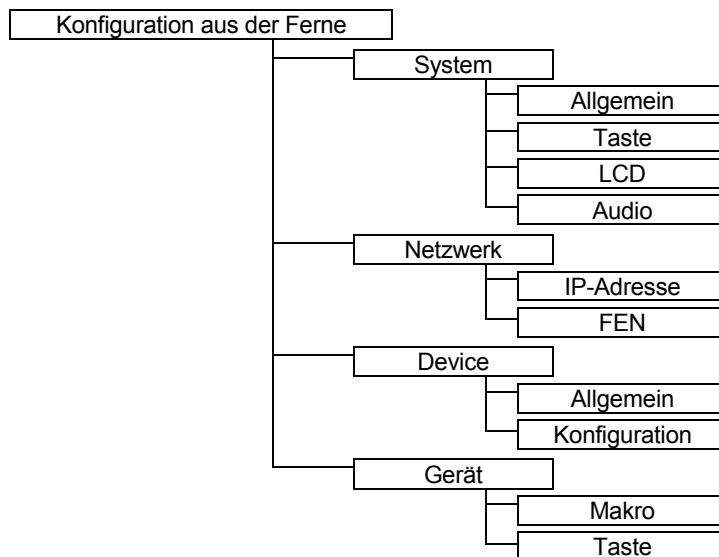 Konfiguration aus der Ferne
System
Allgemein
Taste
LCD
Audio
Netzwerk
IP-Adresse
FEN
Device
Allgemein
Konfiguration
Gerät
Makro
Taste